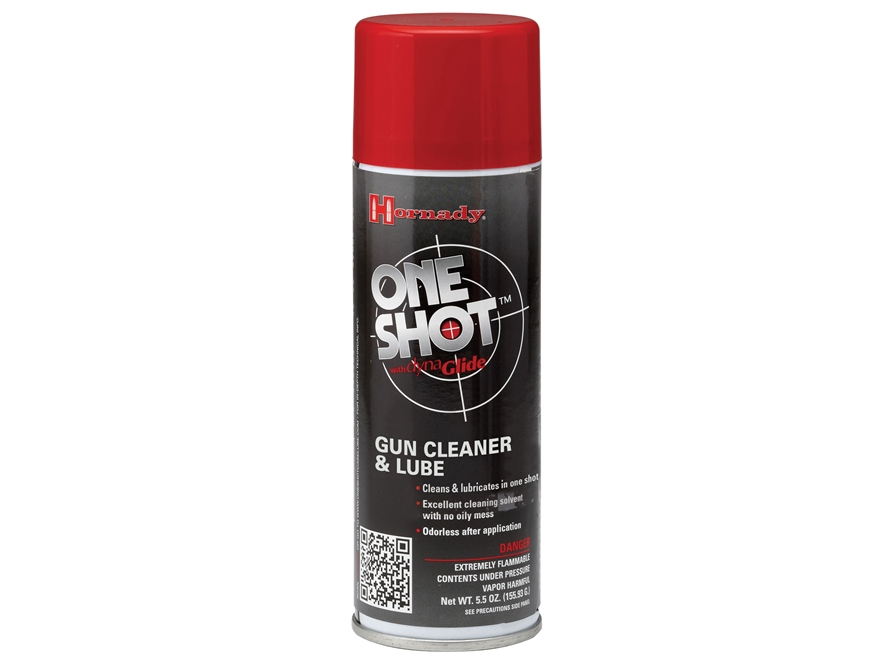 Hornady®
ONE
SHOT™
with dynaGlide
GUN CLEANER
& LUBE
• Cleans & lubricates in one shot
• Excellent cleaning solvent
with no oily mess
• Odorless after application
DANGER
EXTREMELY FLAMMABLE
CONTENTS UNDER PRESSURE
VAPOR HARMFUL
Net WT. 5.5 OZ. (155.93 G.)
SEE PRECAUTIONS SIDE PANEL